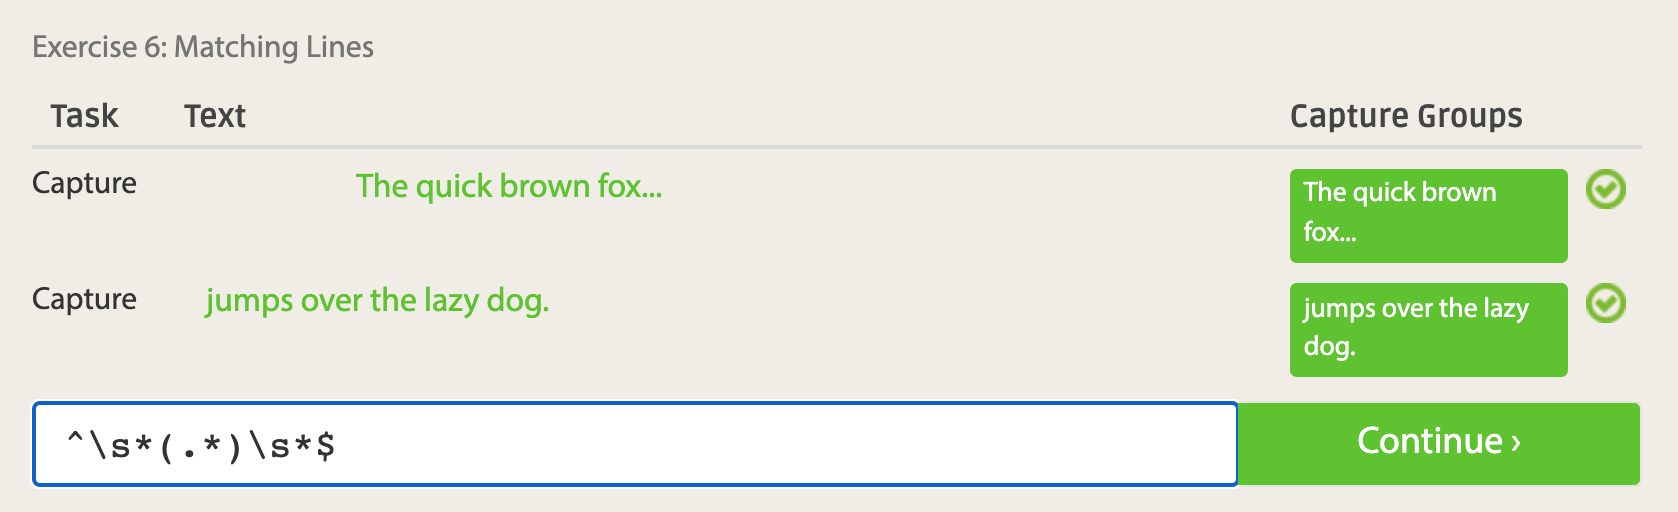 Exercise 6: Matching Lines
Task Text Capture Groups
Capture The quick brown fox... The quick brown
fox...
Capture jumps over the lazy dog. jumps over the lazy
dog.
^\s*(.*)\s*$ Continue ›